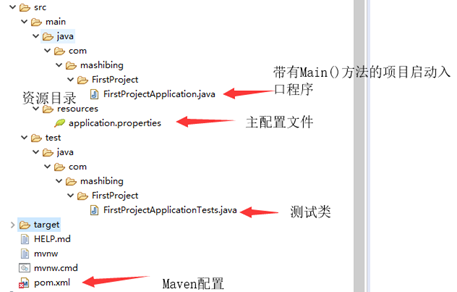 src
main
java
com
mashibing
FirstProject
带有Main()方法的项目启动入
口程序
FirstProjectApplication.java
资源目录
resources
application.properties
主配置文件
test
java
com
mashibing
FirstProject
FirstProjectApplicationTests.java
测试类
target
HELP.md
mvnw
mvnw.cmd
pom.xml
Maven配置